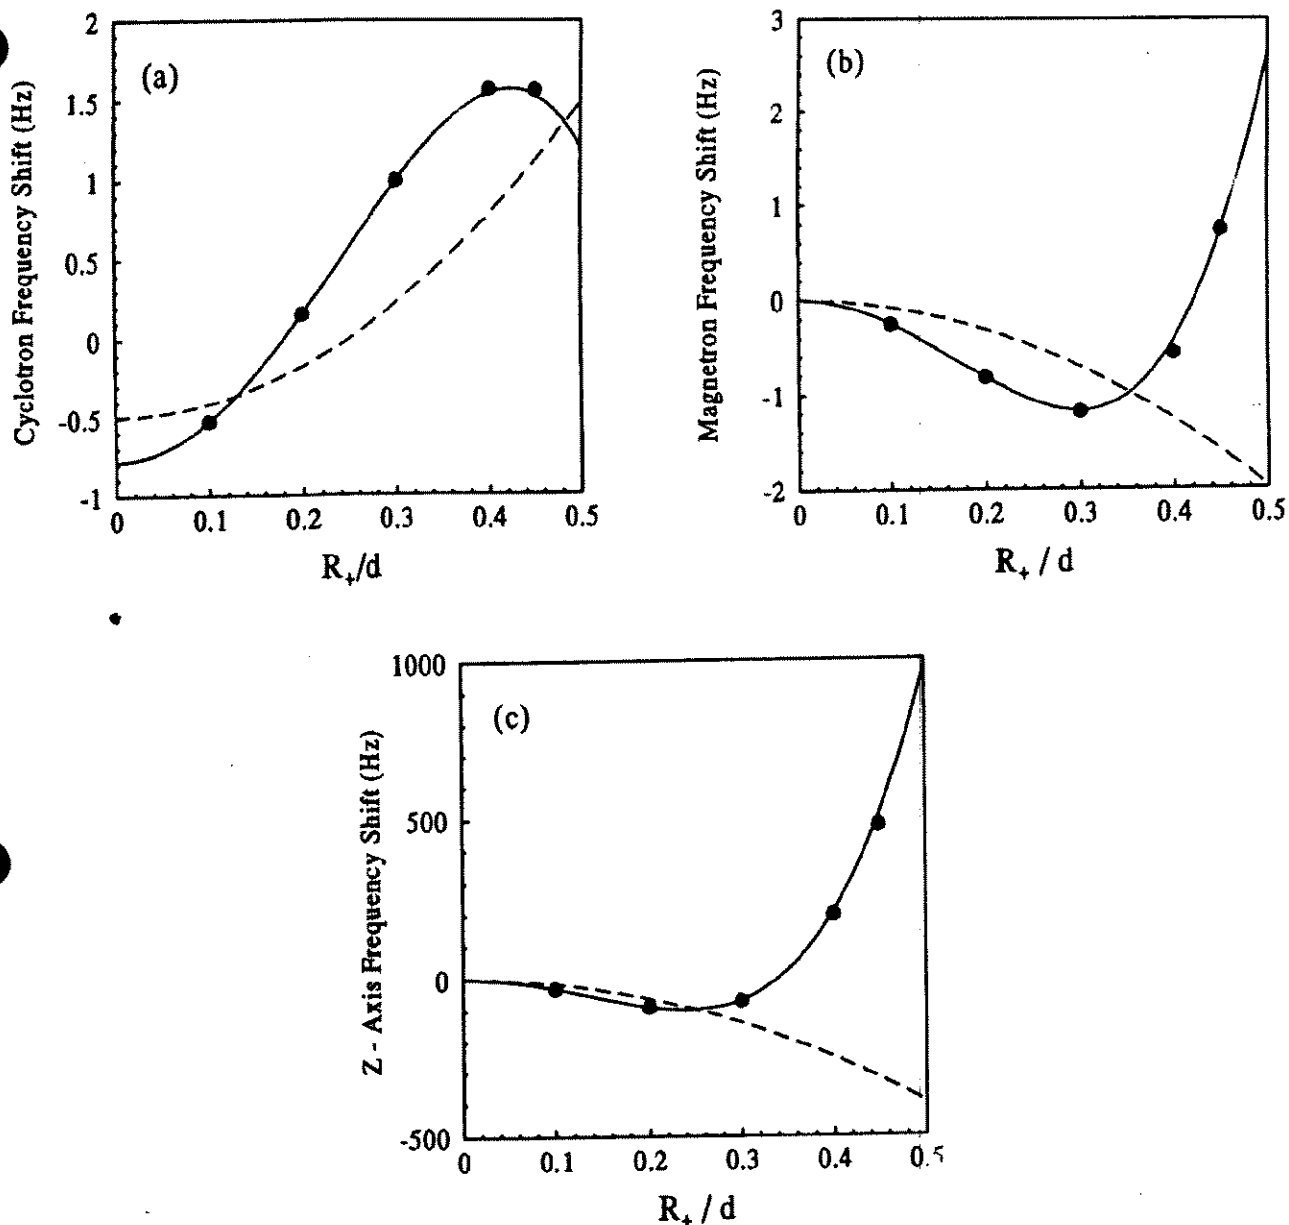 (a)
Cyclotron Frequency Shift (Hz)
2
1.5
1
0.5
0
-0.5
-1
0 0.1 0.2 0.3 0.4 0.5
R₊/d
(b)
Magnetron Frequency Shift (Hz)
3
2
1
0
-1
-2
0 0.1 0.2 0.3 0.4 0.5
R₊ / d
(c)
Z - Axis Frequency Shift (Hz)
1000
500
0
-500
0 0.1 0.2 0.3 0.4 0.5
R₊ / d